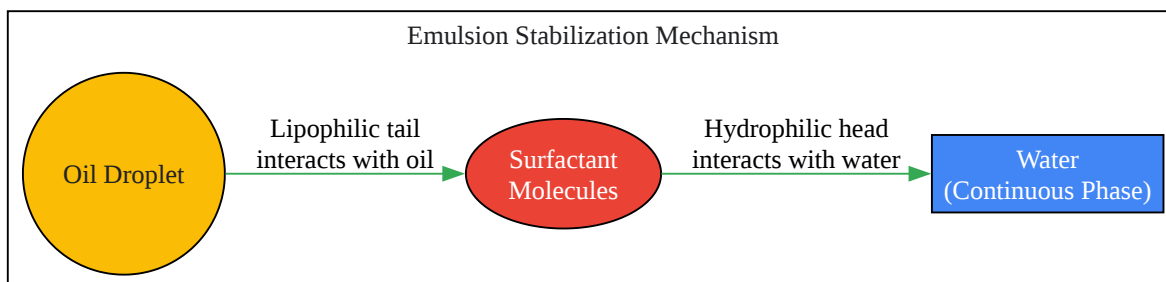 Emulsion Stabilization Mechanism
Oil Droplet
Lipophilic tail
interacts with oil
Surfactant
Molecules
Hydrophilic head
interacts with water
Water
(Continuous Phase)